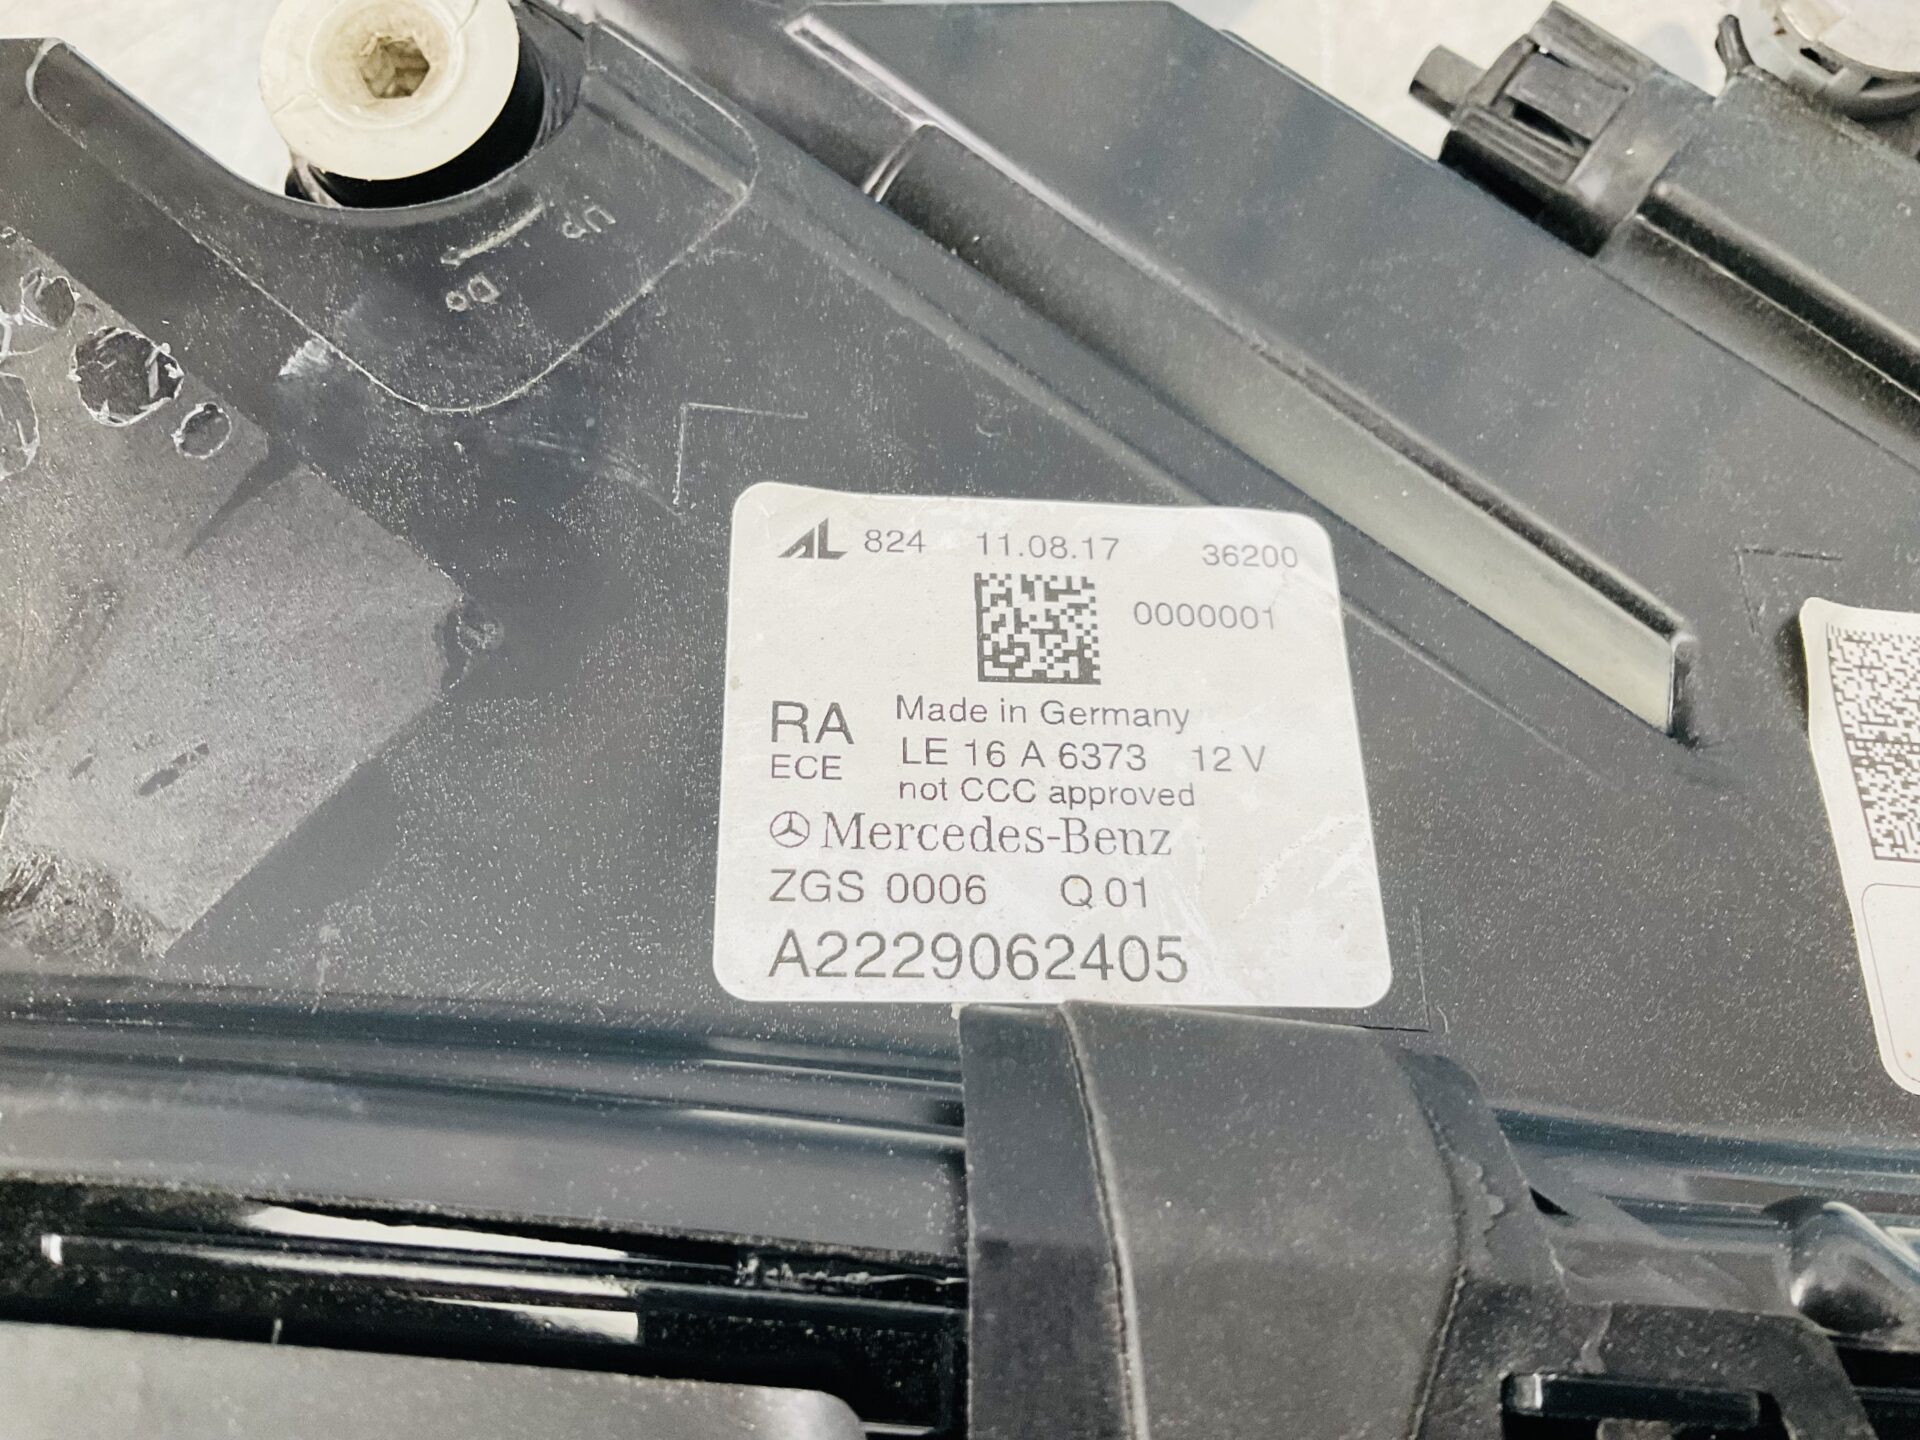 UP
Do
AL 824 11.08.17 36200
0000001
RA Made in Germany
ECE LE 16 A 6373 12 V
not CCC approved
Mercedes-Benz
ZGS 0006 Q 01
A2229062405